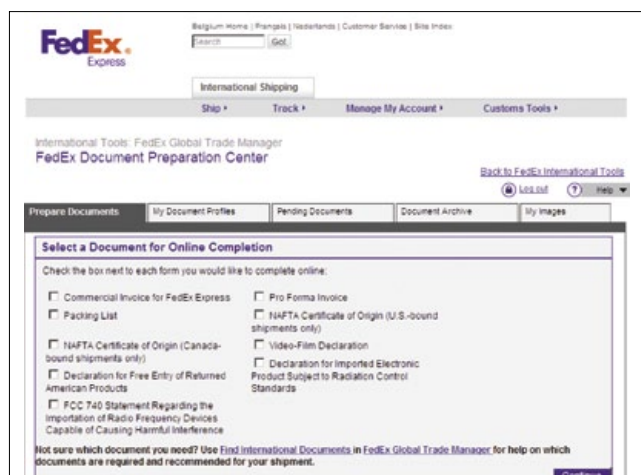 Belgium Home | Français | Nederlands | Customer Service | Site Index
FedEx®
Express
Search Go!
International Shipping
Ship Track Manage My Account Customs Tools
International Tools: FedEx Global Trade Manager
FedEx Document Preparation Center
Back to FedEx International Tools
Log out ? Help
Prepare Documents My Document Profiles Pending Documents Document Archive My Images
Select a Document for Online Completion
Check the box next to each form you would like to complete online:
Commercial Invoice for FedEx Express
Packing List
NAFTA Certificate of Origin (Canada-
bound shipments only)
Declaration for Free Entry of Returned
American Products
FCC 740 Statement Regarding the
Importation of Radio Frequency Devices
Capable of Causing Harmful Interference
Pro Forma Invoice
NAFTA Certificate of Origin (U.S.-bound
shipments only)
Video-Film Declaration
Declaration for Imported Electronic
Product Subject to Radiation Control
Standards
Not sure which document you need? Use Find International Documents in FedEx Global Trade Manager for help on which
documents are required and recommended for your shipment.
Continue